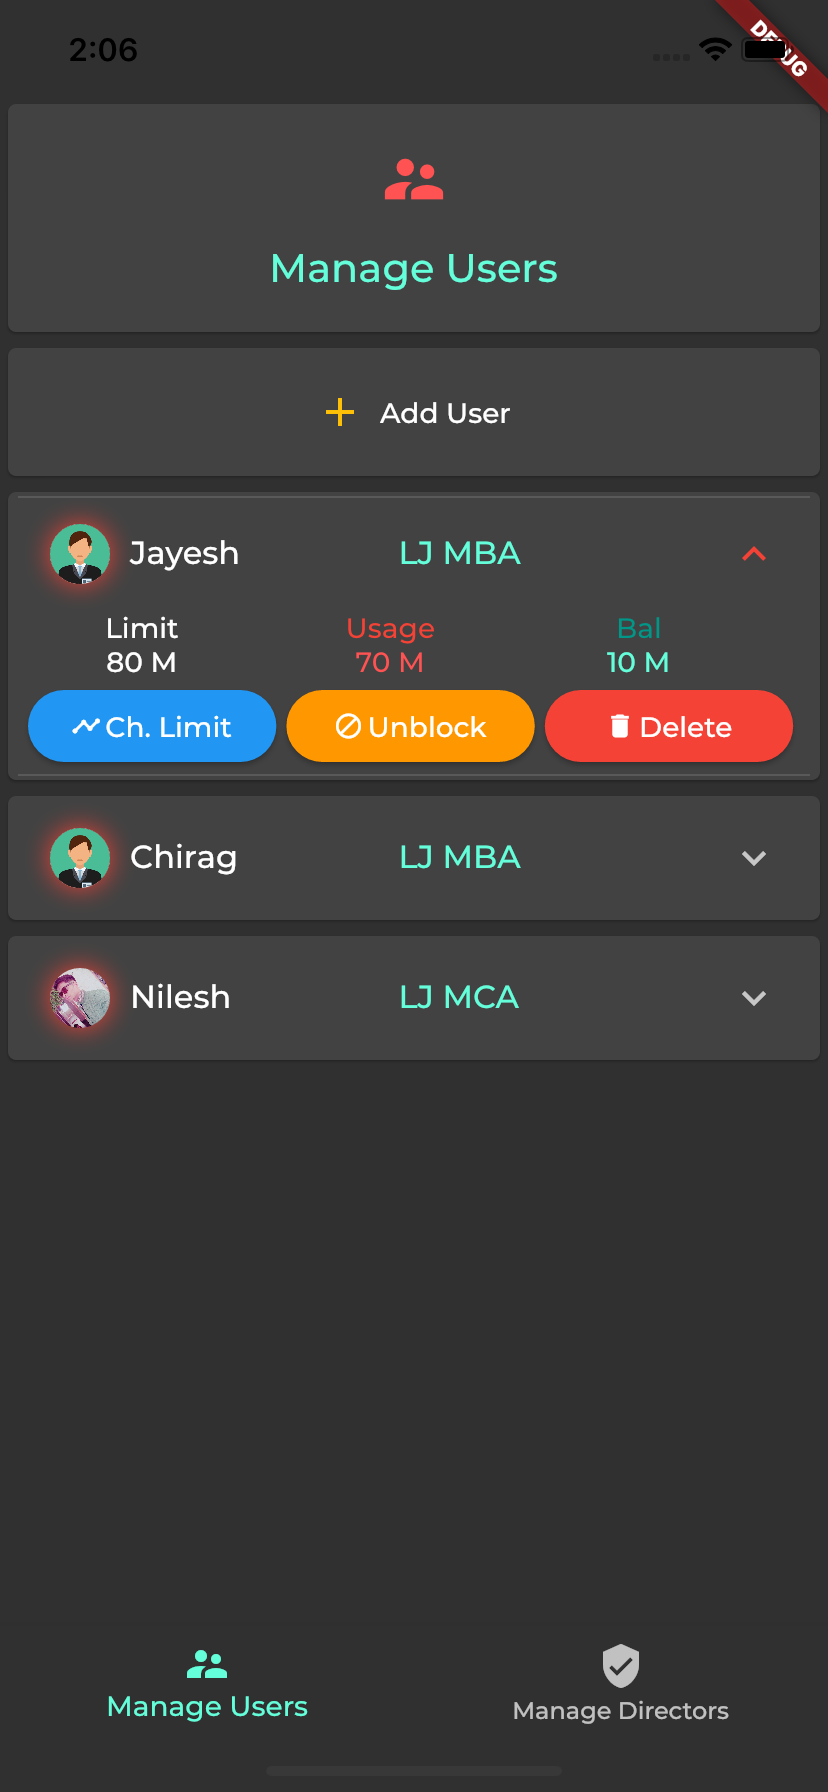 2:06
DEBUG
Manage Users
Add User
Jayesh LJ MBA
Limit Usage Bal
80 M 70 M 10 M
Ch. Limit Unblock Delete
Chirag LJ MBA
Nilesh LJ MCA
Manage Users Manage Directors